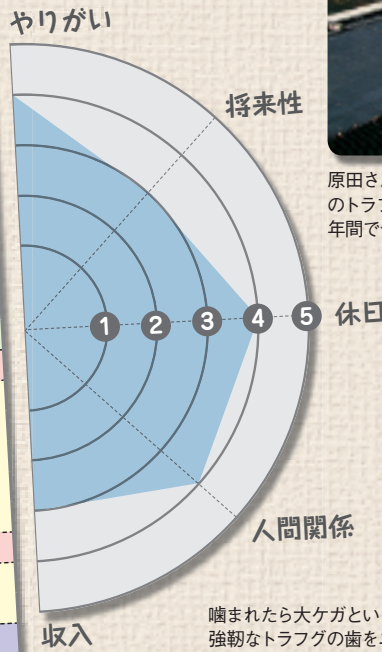 やりがい
将来性
原田さ
のトラフ
年間で
1 2 3 4 5 休日
人間関係
噛まれたら大ケガとい
強靭なトラフグの歯を
収入